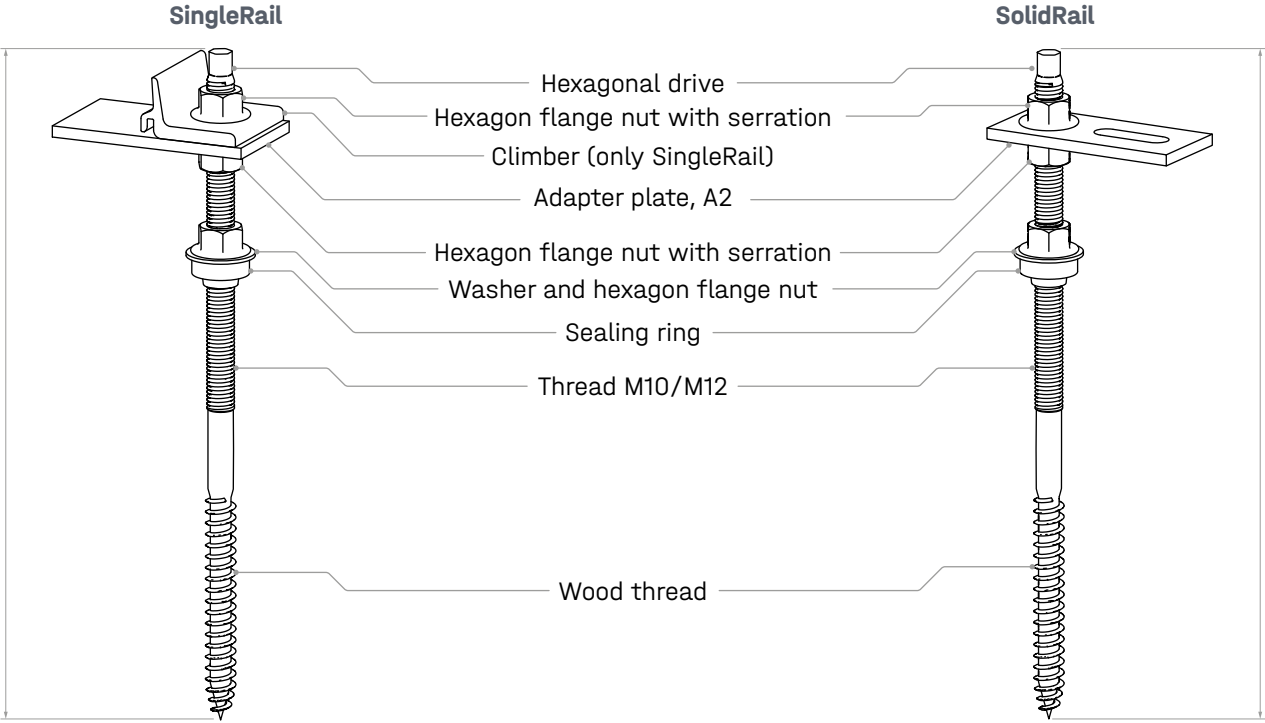 SingleRail
SolidRail
Hexagonal drive
Hexagon flange nut with serration
Climber (only SingleRail)
Adapter plate, A2
Hexagon flange nut with serration
Washer and hexagon flange nut
Sealing ring
Thread M10/M12
Wood thread